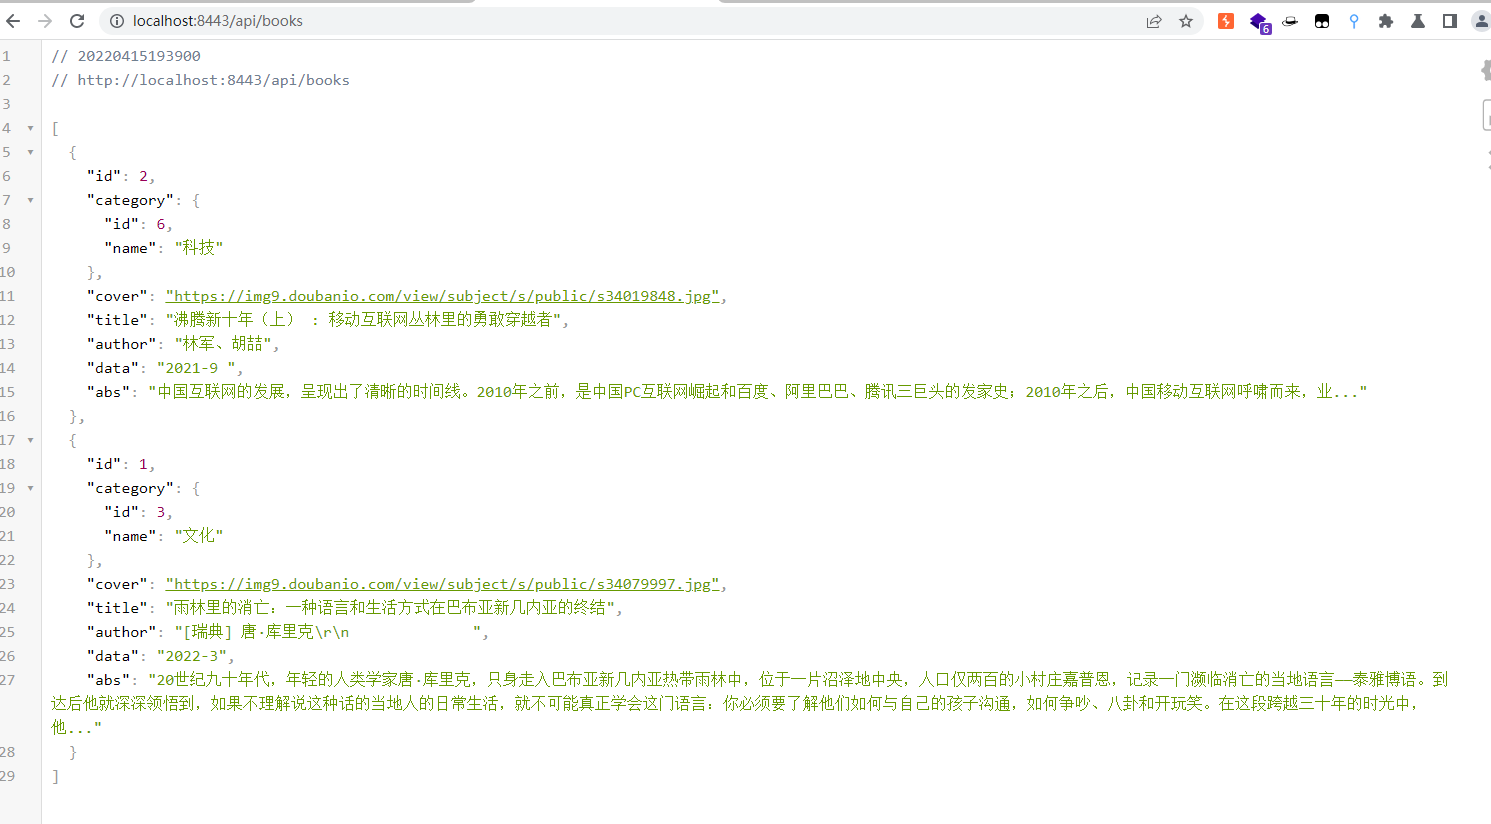 localhost:8443/api/books
6
1 // 20220415193900
2 // http://localhost:8443/api/books
3
4 [
5 {
6 "id": 2,
7 "category": {
8 "id": 6,
9 "name": "科技"
10 },
11 "cover": "https://img9.doubanio.com/view/subject/s/public/s34019848.jpg",
12 "title": "沸腾新十年（上） : 移动互联网丛林里的勇敢穿越者",
13 "author": "林军、胡喆",
14 "data": "2021-9 ",
15 "abs": "中国互联网的发展，呈现出了清晰的时间线。2010年之前，是中国PC互联网崛起和百度、阿里巴巴、腾讯三巨头的发家史；2010年之后，中国移动互联网呼啸而来，业..."
16 },
17 {
18 "id": 1,
19 "category": {
20 "id": 3,
21 "name": "文化"
22 },
23 "cover": "https://img9.doubanio.com/view/subject/s/public/s34079997.jpg",
24 "title": "雨林里的消亡：一种语言和生活方式在巴布亚新几内亚的终结",
25 "author": "[瑞典] 唐·库里克\r\n              ",
26 "data": "2022-3",
27 "abs": "20世纪九十年代，年轻的人类学家唐·库里克，只身走入巴布亚新几内亚热带雨林中，位于一片沼泽地中央，人口仅两百的小村庄嘉普恩，记录一门濒临消亡的当地语言——泰雅博语。到
达后他就深深领悟到，如果不理解说这种话的当地人的日常生活，就不可能真正学会这门语言：你必须要了解他们如何与自己的孩子沟通，如何争吵、八卦和开玩笑。在这段跨越三十年的时光中，
他..."
28 }
29 ]